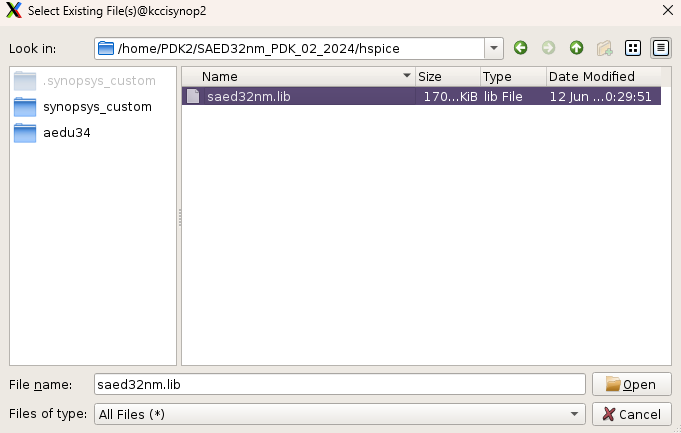 Select Existing File(s)@kccisynop2
Look in: /home/PDK2/SAED32nm_PDK_02_2024/hspice
.synopsys_custom
synopsys_custom
aedu34
Name Size Type Date Modified
saed32nm.lib 170...KiB lib File 12 Jun ...0:29:51
File name: saed32nm.lib Open
Files of type: All Files (*) Cancel